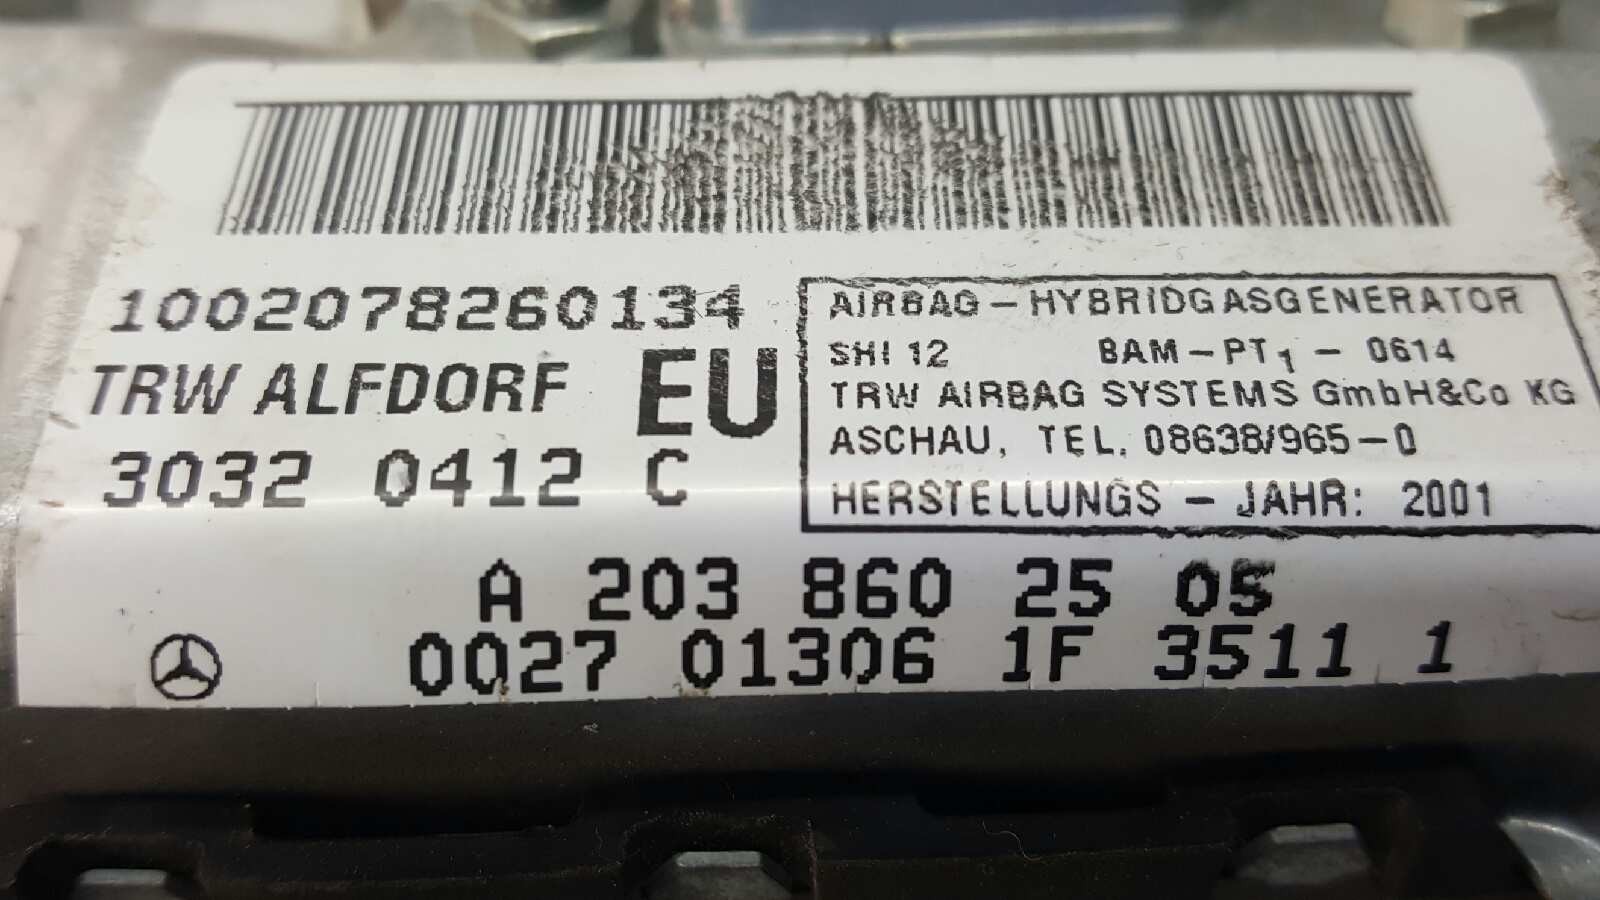 1002078260134
TRW ALFDORF EU
3032 0412 C
AIRBAG – HYBRIDGASGENERATOR
SHI 12 BAM – PT1 – 0614
TRW AIRBAG SYSTEMS GmbH&Co KG
ASCHAU, TEL. 08638/965–0
HERSTELLUNGS – JAHR: 2001
A 203 860 25 05
0027 01306 1F 3511 1